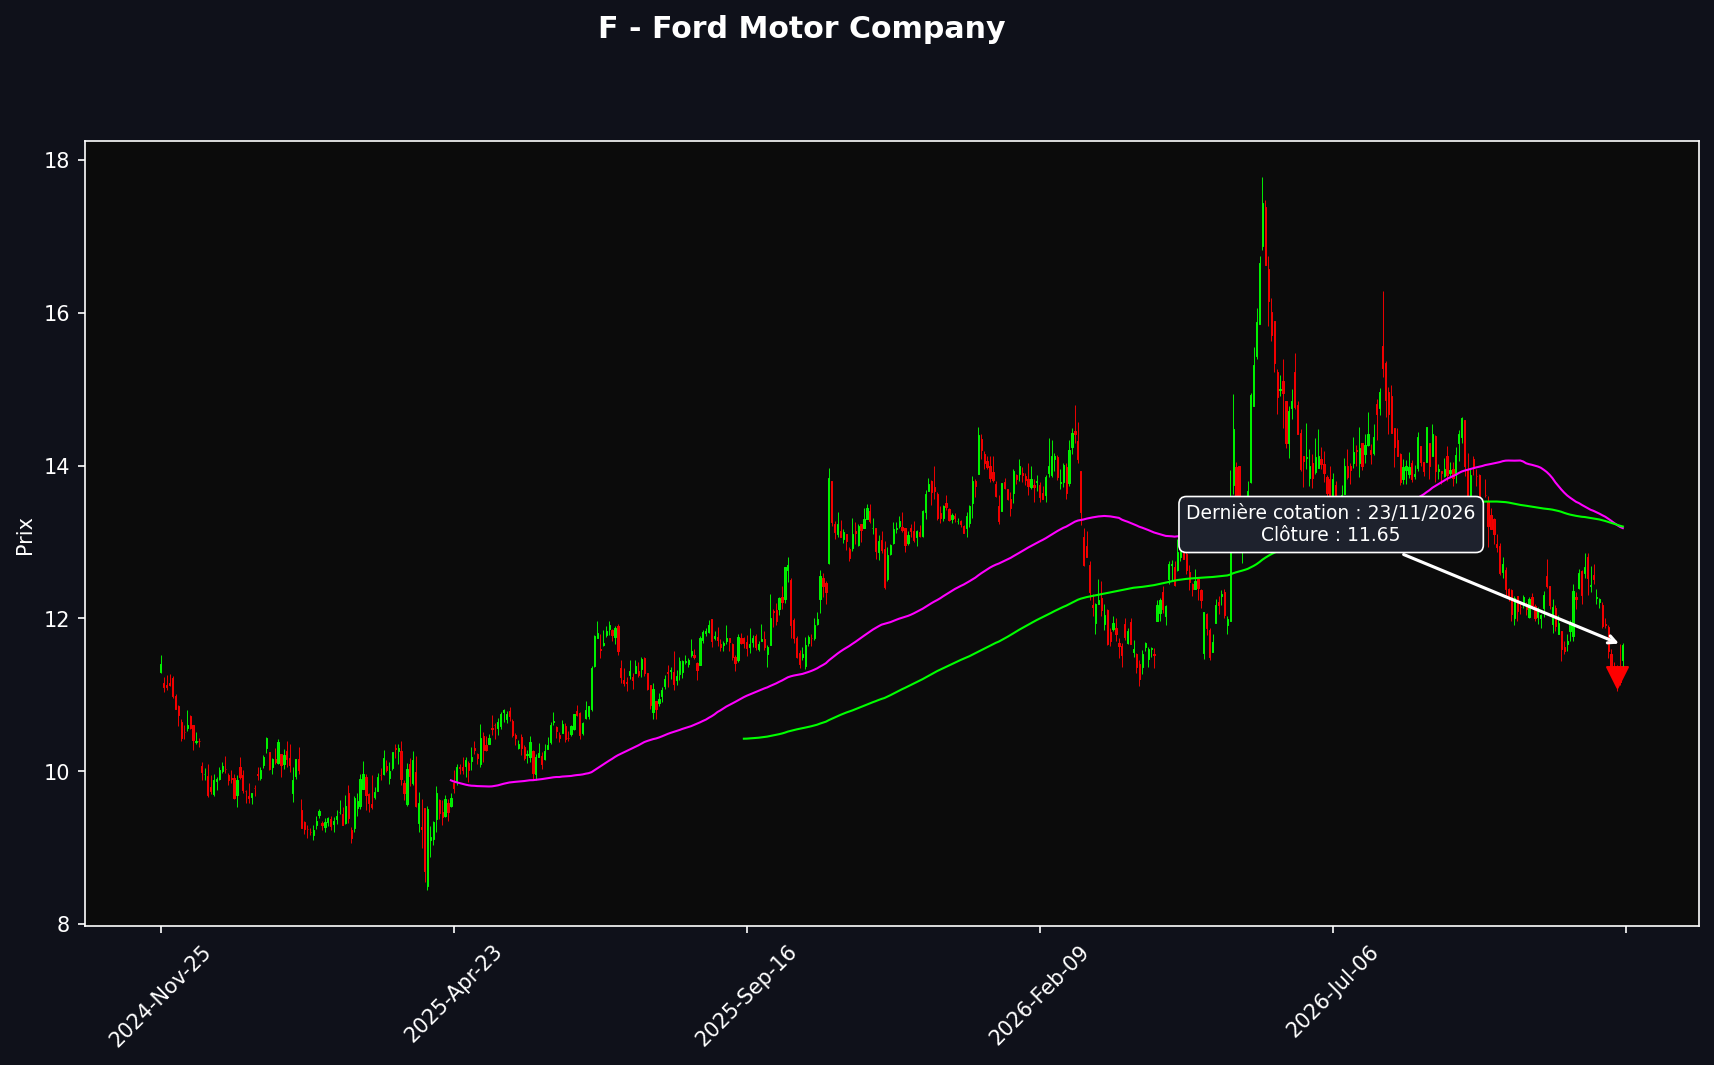 F - Ford Motor Company
Prix
18
16
14
12
10
8
Dernière cotation : 23/11/2026
Clôture : 11.65
2024-Nov-25
2025-Apr-23
2025-Sep-16
2026-Feb-09
2026-Jul-06